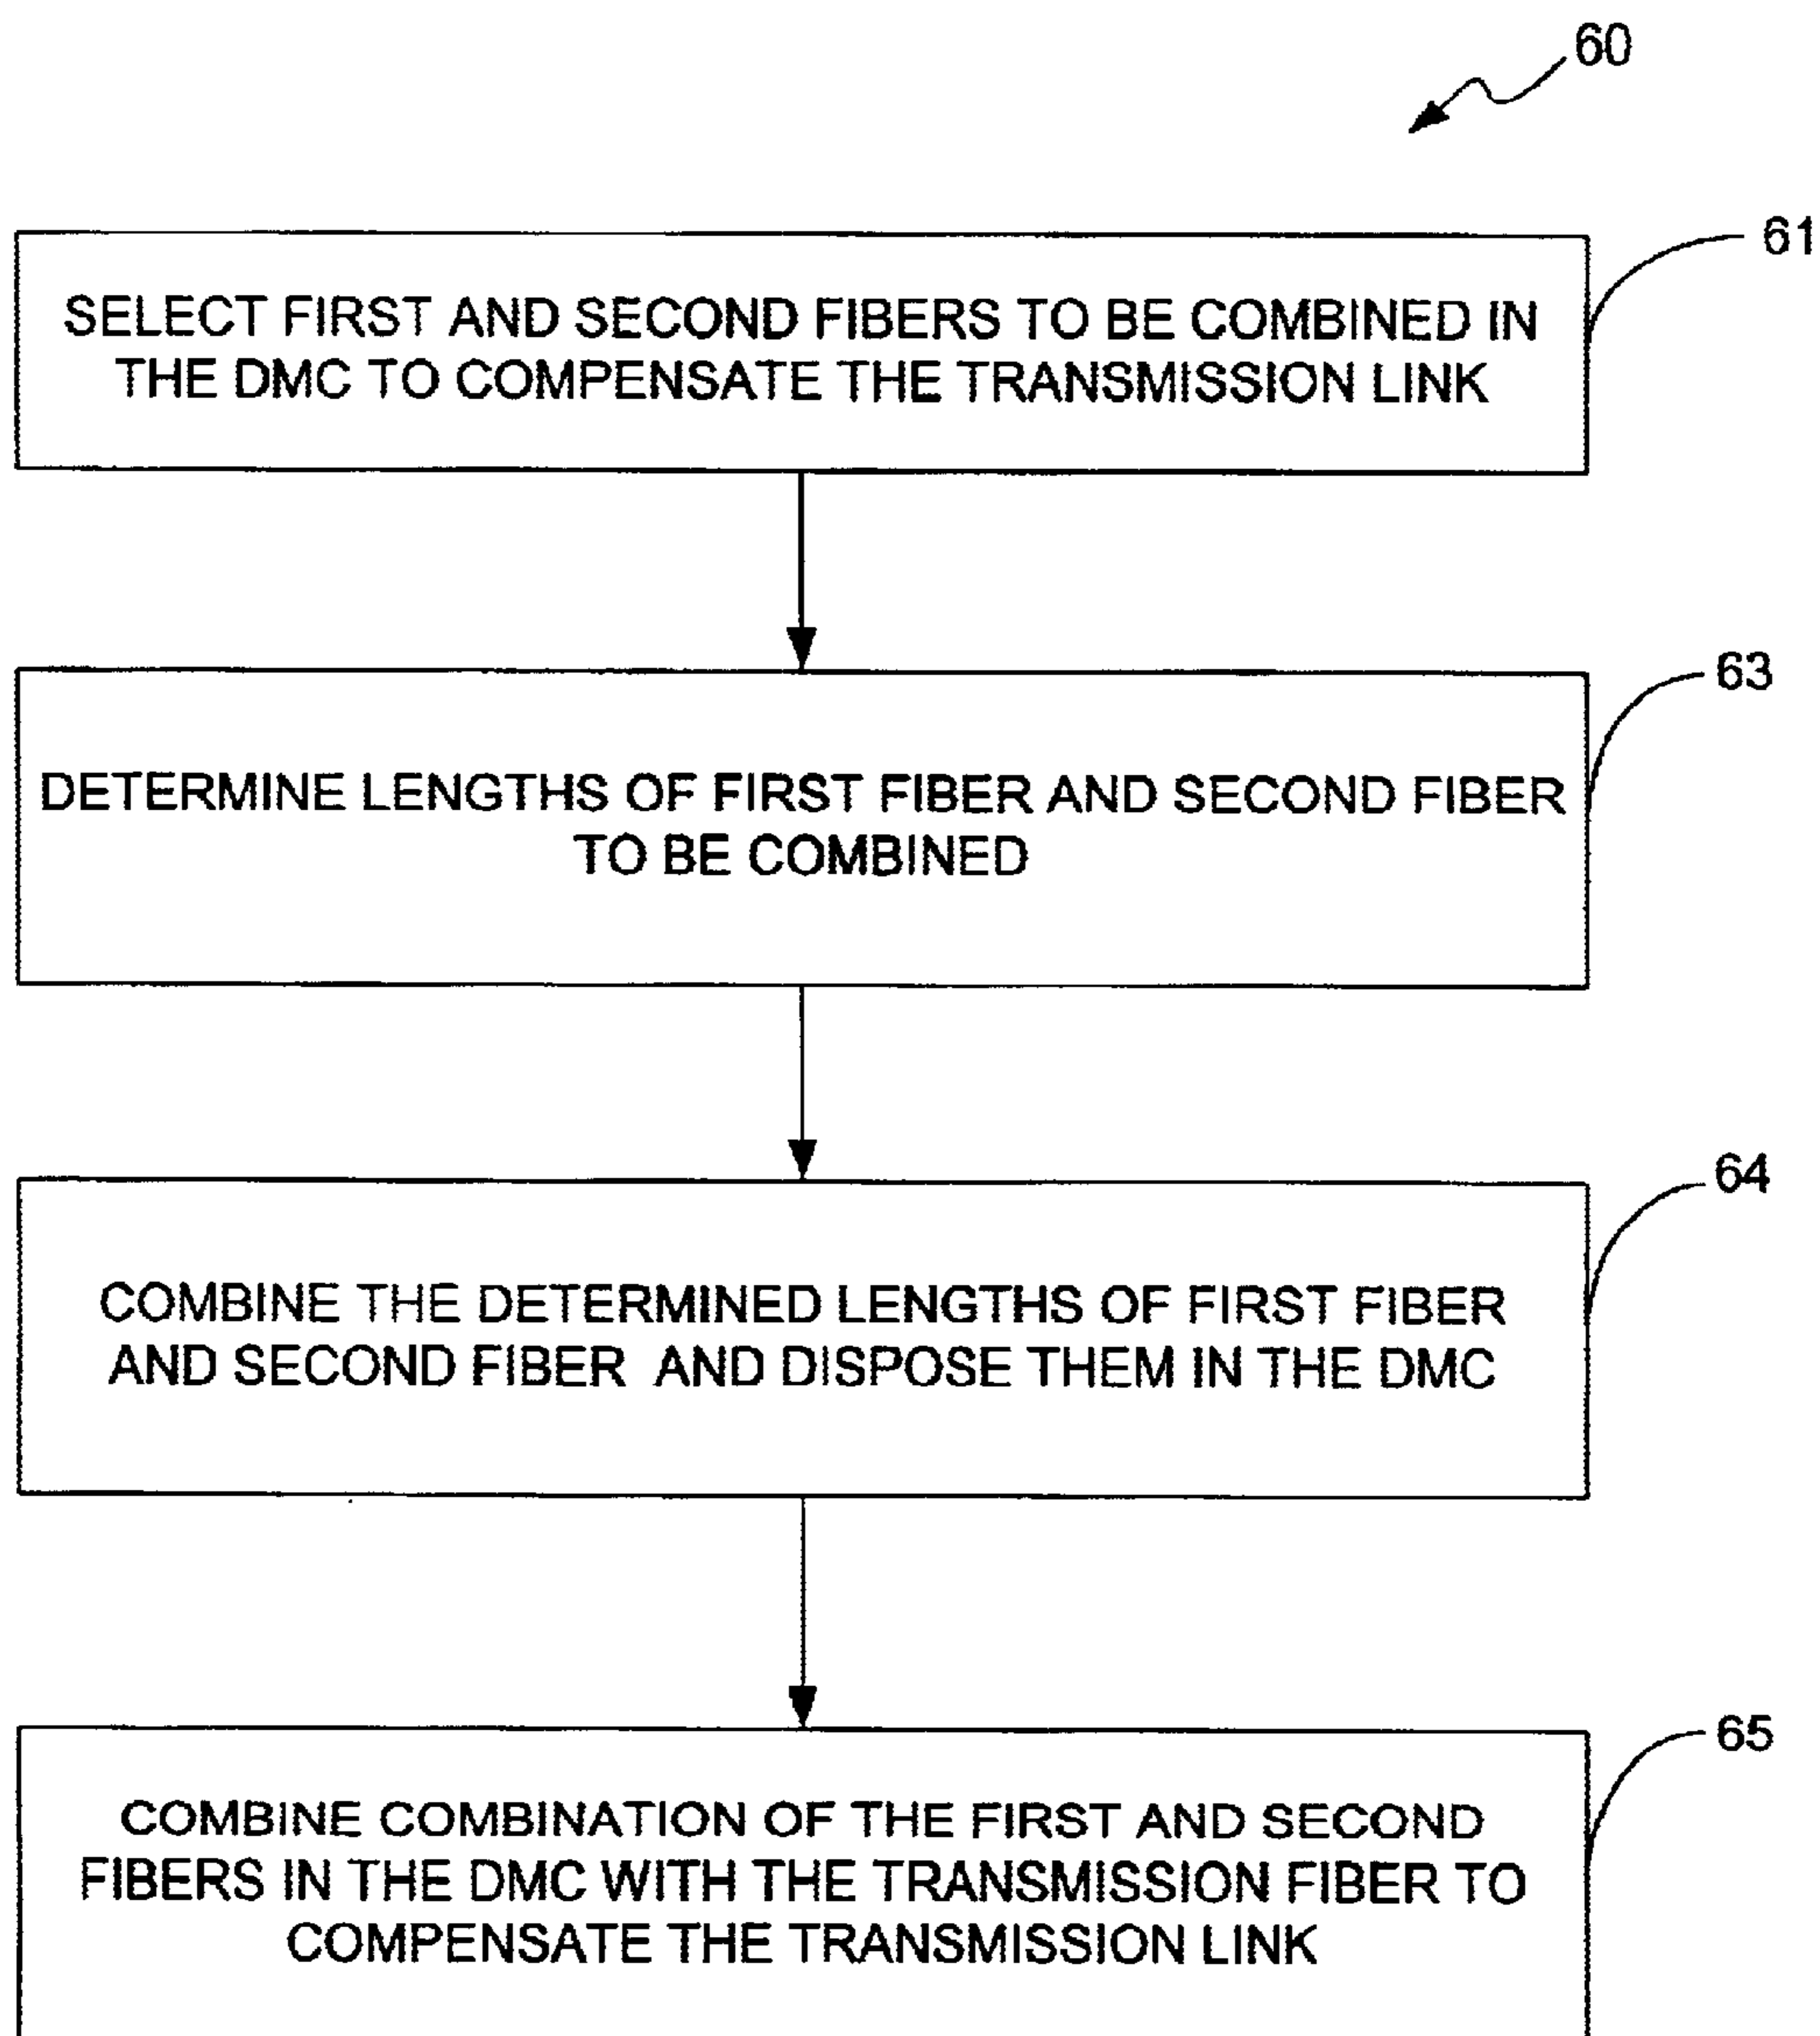 60
61
SELECT FIRST AND SECOND FIBERS TO BE COMBINED IN
THE DMC TO COMPENSATE THE TRANSMISSION LINK
63
DETERMINE LENGTHS OF FIRST FIBER AND SECOND FIBER
TO BE COMBINED
64
COMBINE THE DETERMINED LENGTHS OF FIRST FIBER
AND SECOND FIBER AND DISPOSE THEM IN THE DMC
65
COMBINE COMBINATION OF THE FIRST AND SECOND
FIBERS IN THE DMC WITH THE TRANSMISSION FIBER TO
COMPENSATE THE TRANSMISSION LINK